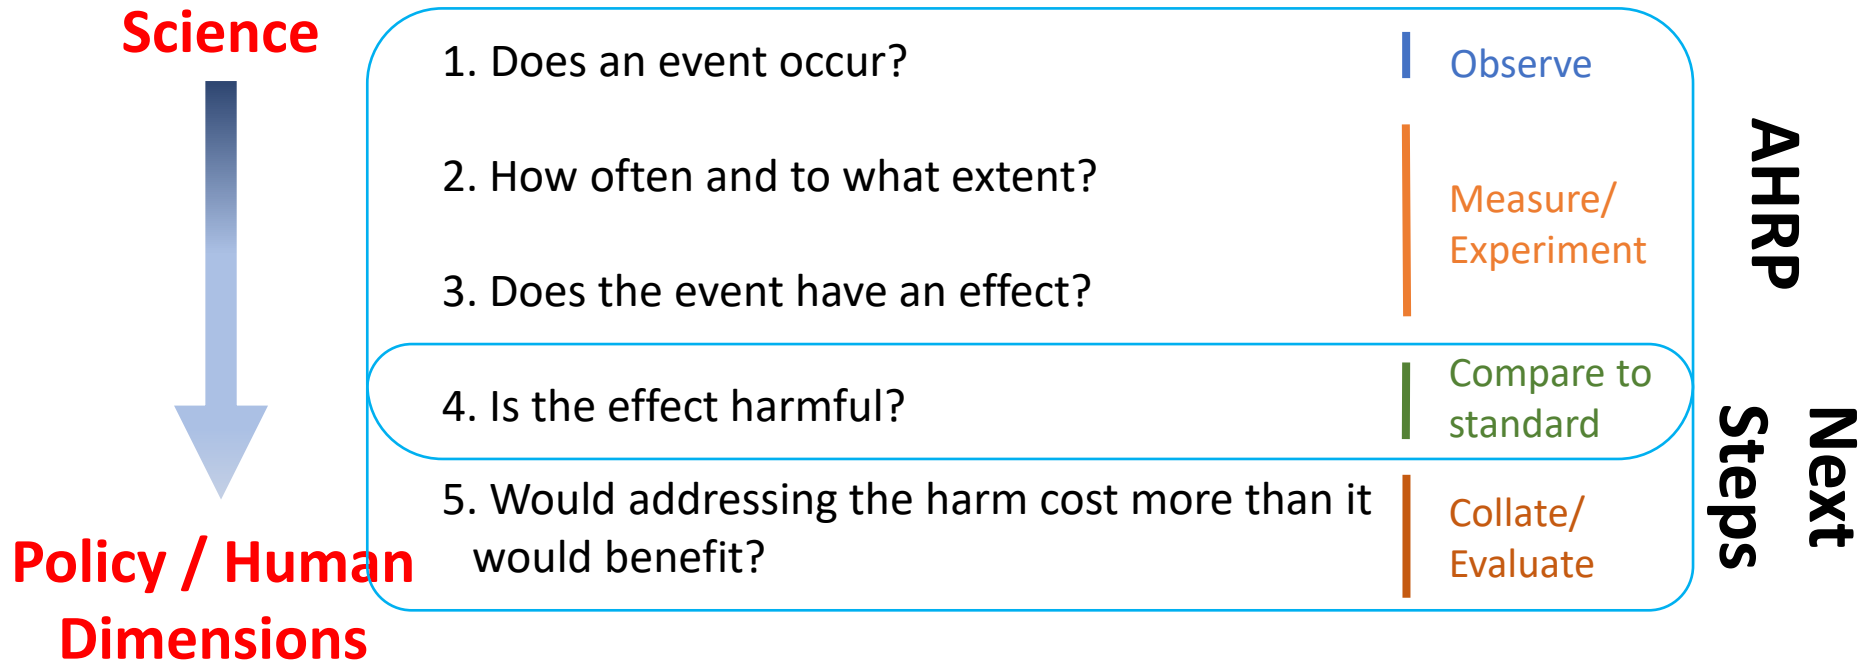 Science
1. Does an event occur?
Observe
2. How often and to what extent?
Measure/
Experiment
3. Does the event have an effect?
AHRP
4. Is the effect harmful?
Compare to
standard
5. Would addressing the harm cost more than it
would benefit?
Collate/
Evaluate
Next
Steps
Policy / Human
Dimensions